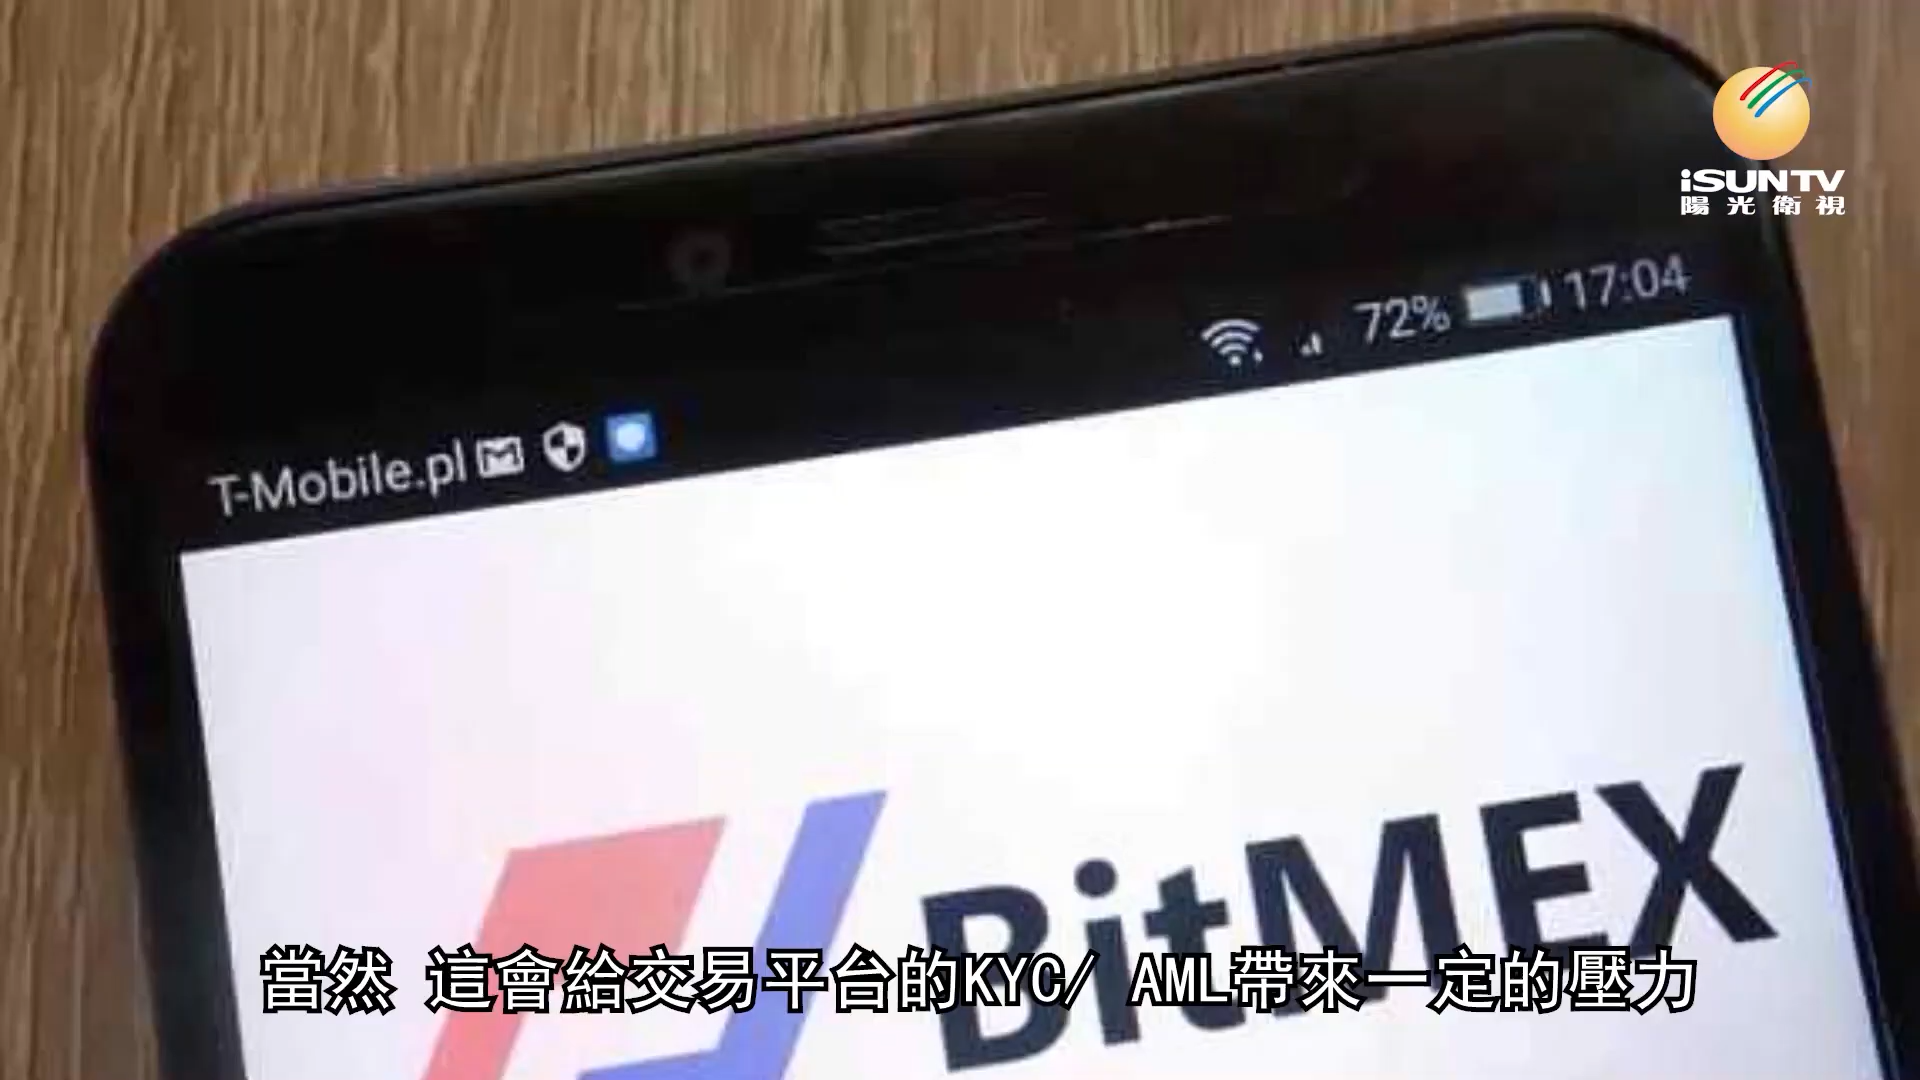 iSUNTV
陽光衛視
72% 17:04
T-Mobile.pl
BitMEX
當然 這會給交易平台的KYC/ AML帶來一定的壓力